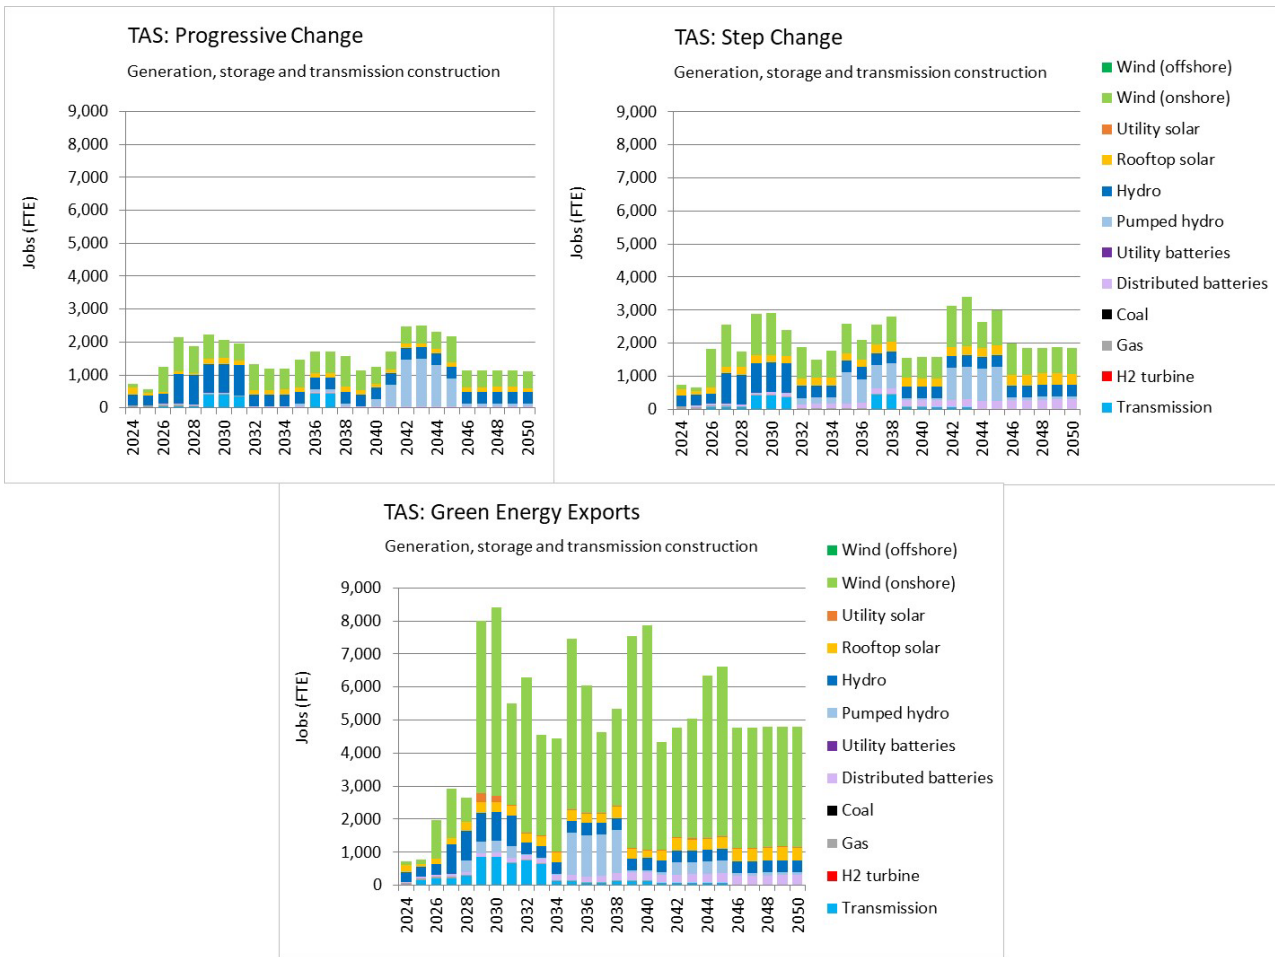 TAS: Progressive Change
Generation, storage and transmission construction
Jobs (FTE)
9,000
8,000
7,000
6,000
5,000
4,000
3,000
2,000
1,000
0
2024
2026
2028
2030
2032
2034
2036
2038
2040
2042
2044
2046
2048
2050
TAS: Step Change
Generation, storage and transmission construction
Jobs (FTE)
9,000
8,000
7,000
6,000
5,000
4,000
3,000
2,000
1,000
0
2024
2026
2028
2030
2032
2034
2036
2038
2040
2042
2044
2046
2048
2050
Wind (offshore)
Wind (onshore)
Utility solar
Rooftop solar
Hydro
Pumped hydro
Utility batteries
Distributed batteries
Coal
Gas
H2 turbine
Transmission
TAS: Green Energy Exports
Generation, storage and transmission construction
Jobs (FTE)
9,000
8,000
7,000
6,000
5,000
4,000
3,000
2,000
1,000
0
2024
2026
2028
2030
2032
2034
2036
2038
2040
2042
2044
2046
2048
2050
Wind (offshore)
Wind (onshore)
Utility solar
Rooftop solar
Hydro
Pumped hydro
Utility batteries
Distributed batteries
Coal
Gas
H2 turbine
Transmission